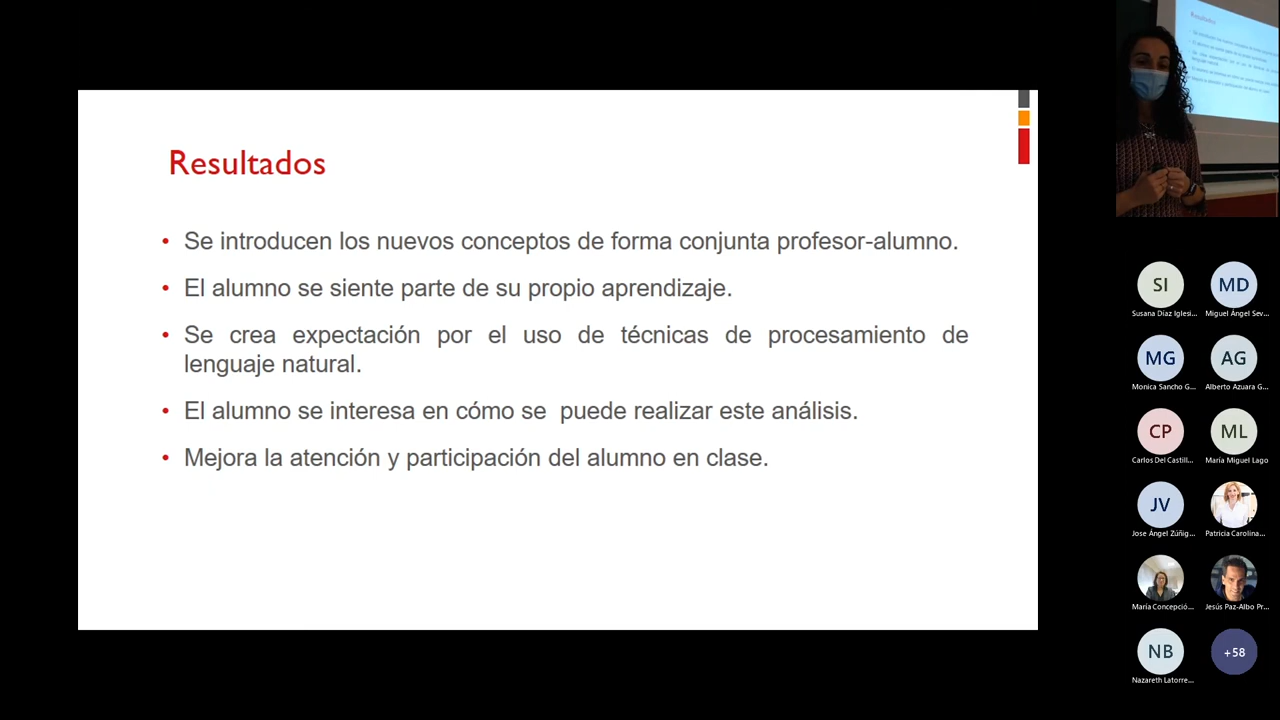 Resultados
• Se introducen los nuevos conceptos de forma conjunta profesor-alumno.
• El alumno se siente parte de su propio aprendizaje.
• Se crea expectación por el uso de técnicas de procesamiento de
lenguaje natural.
• El alumno se interesa en cómo se puede realizar este análisis.
• Mejora la atención y participación del alumno en clase.
Resultados
SI
MD
Susana Díaz Iglesi...
Miguel Ángel Sev...
MG
AG
Monica Sancho G...
Alberto Azuara G...
CP
ML
Carlos Del Castill...
María Miguel Lago
JV
Jose Ángel Zúñig...
Patricia Carolina...
María Concepció...
Jesús Paz-Albo Pr...
NB
+58
Nazareth Latorre...